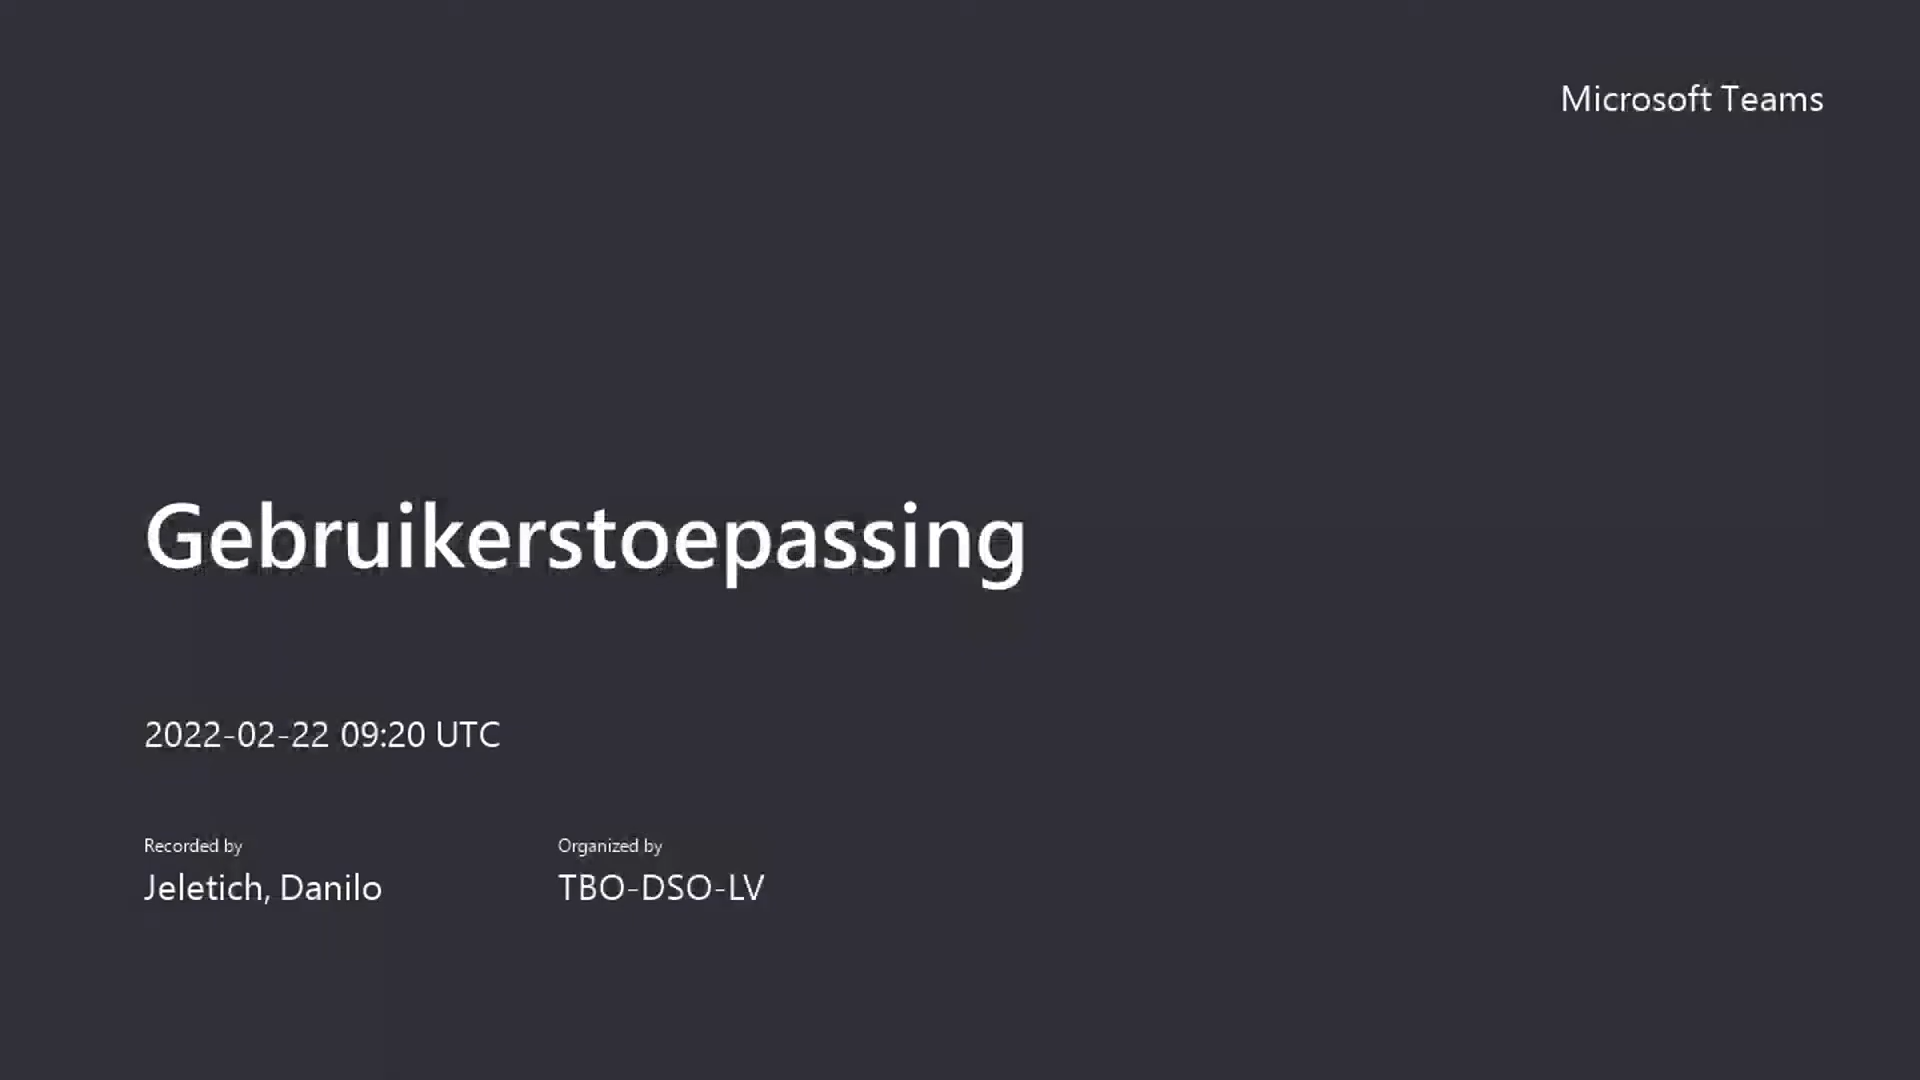 Microsoft Teams
Gebruikerstoepassing
2022-02-22 09:20 UTC
Recorded by
Jeletich, Danilo
Organized by
TBO-DSO-LV